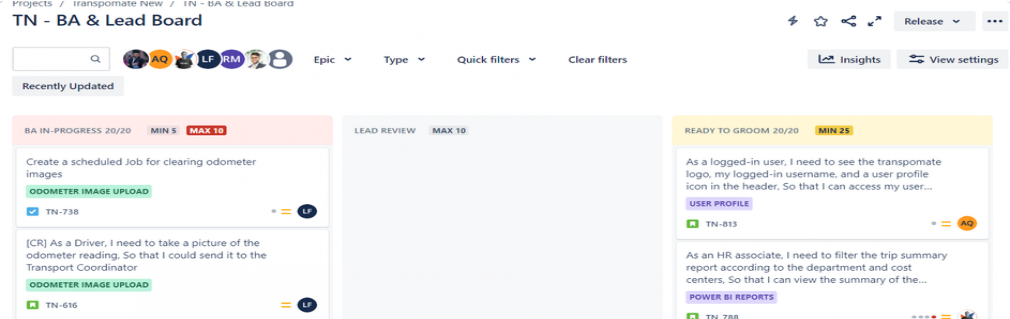 Projects / Transpomate New / TN - BA & Lead Board
TN - BA & Lead Board
Release
AQ LF RM
Epic Type Quick filters Clear filters
Insights View settings
Recently Updated
BA IN-PROGRESS 20/20 MIN 5 MAX 10
LEAD REVIEW MAX 10
READY TO GROOM 20/20 MIN 25
Create a scheduled Job for clearing odometer
images
ODOMETER IMAGE UPLOAD
TN-738 LF
[CR] As a Driver, I need to take a picture of the
odometer reading, So that I could send it to the
Transport Coordinator
ODOMETER IMAGE UPLOAD
TN-616 LF
As a logged-in user, I need to see the transpomate
logo, my logged-in username, and a user profile
icon in the header, So that I can access my user...
USER PROFILE
TN-813 AQ
As an HR associate, I need to filter the trip summary
report according to the department and cost
centers, So that I can view the summary of the...
POWER BI REPORTS
TN-788